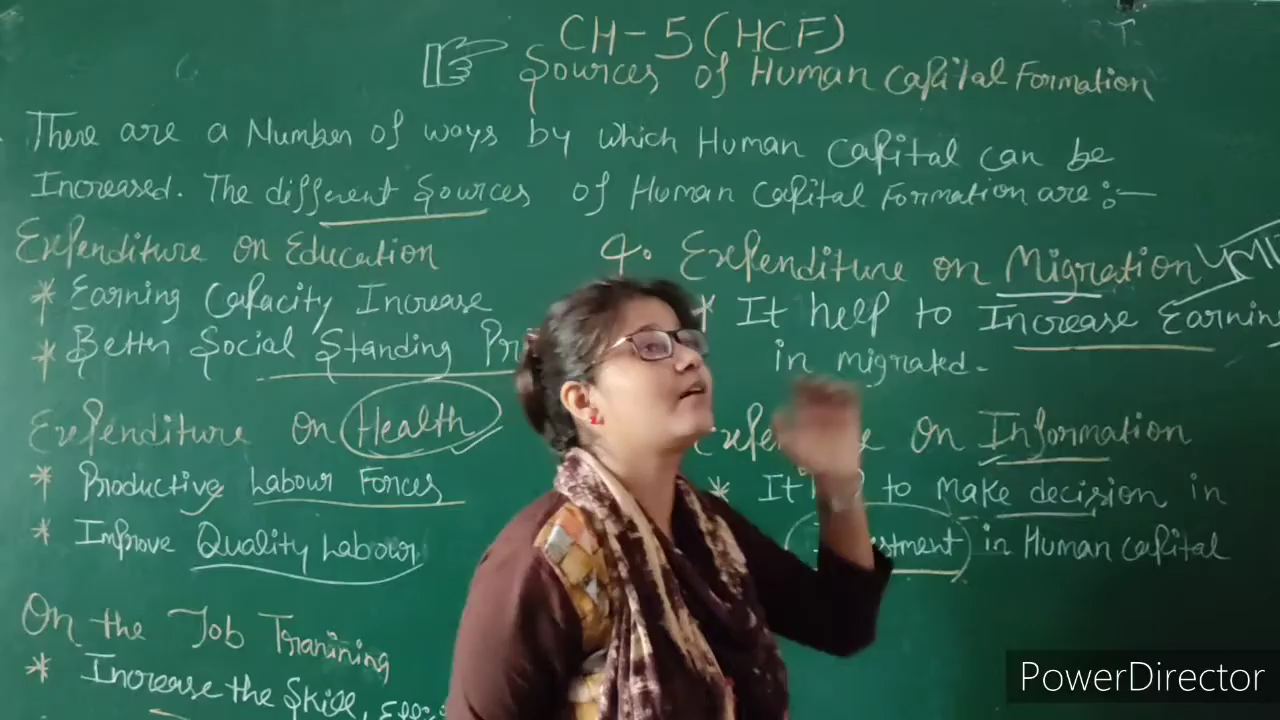 CH-5 (HCF)
Sources of Human Capital Formation
There are a Number of ways by which Human Capital can be
Increased. The different Sources of Human Capital Formation are :-
Expenditure on Education
* Earning Capacity Increase
* Better Social Standing
Expenditure On Health
* Productivg Labour Forces
* Improve Quality Labour
On the Job Tranining
* Increase the Skill,
4. Expenditure on Migration
* It help to Increase Earning
in migrated.
On Information
* It to make decision in
in Human Capital
PowerDirector